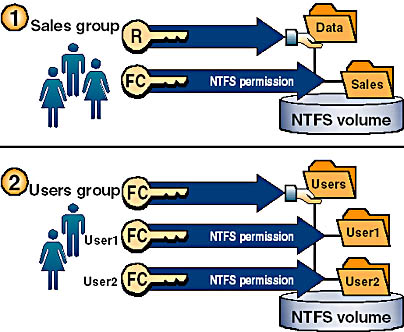 1 Sales group
R
Data
FC NTFS permission
Sales
NTFS volume
2 Users group
FC
Users
User1 FC NTFS permission User1
User2 FC NTFS permission User2
NTFS volume